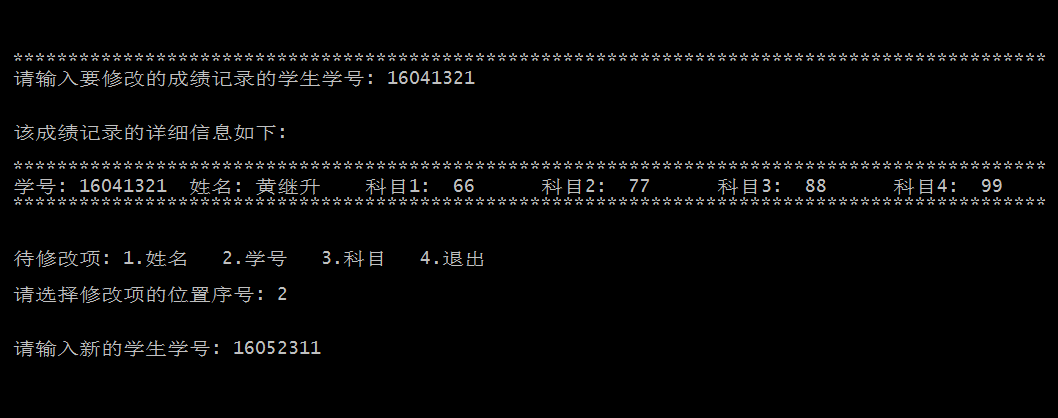 **********************************************************************************************
请输入要修改的成绩记录的学生学号: 16041321
该成绩记录的详细信息如下:
**********************************************************************************************
学号: 16041321  姓名: 黄继升    科目1:  66      科目2:  77      科目3:  88      科目4:  99
**********************************************************************************************
待修改项: 1.姓名   2.学号   3.科目   4.退出
请选择修改项的位置序号: 2
请输入新的学生学号: 16052311